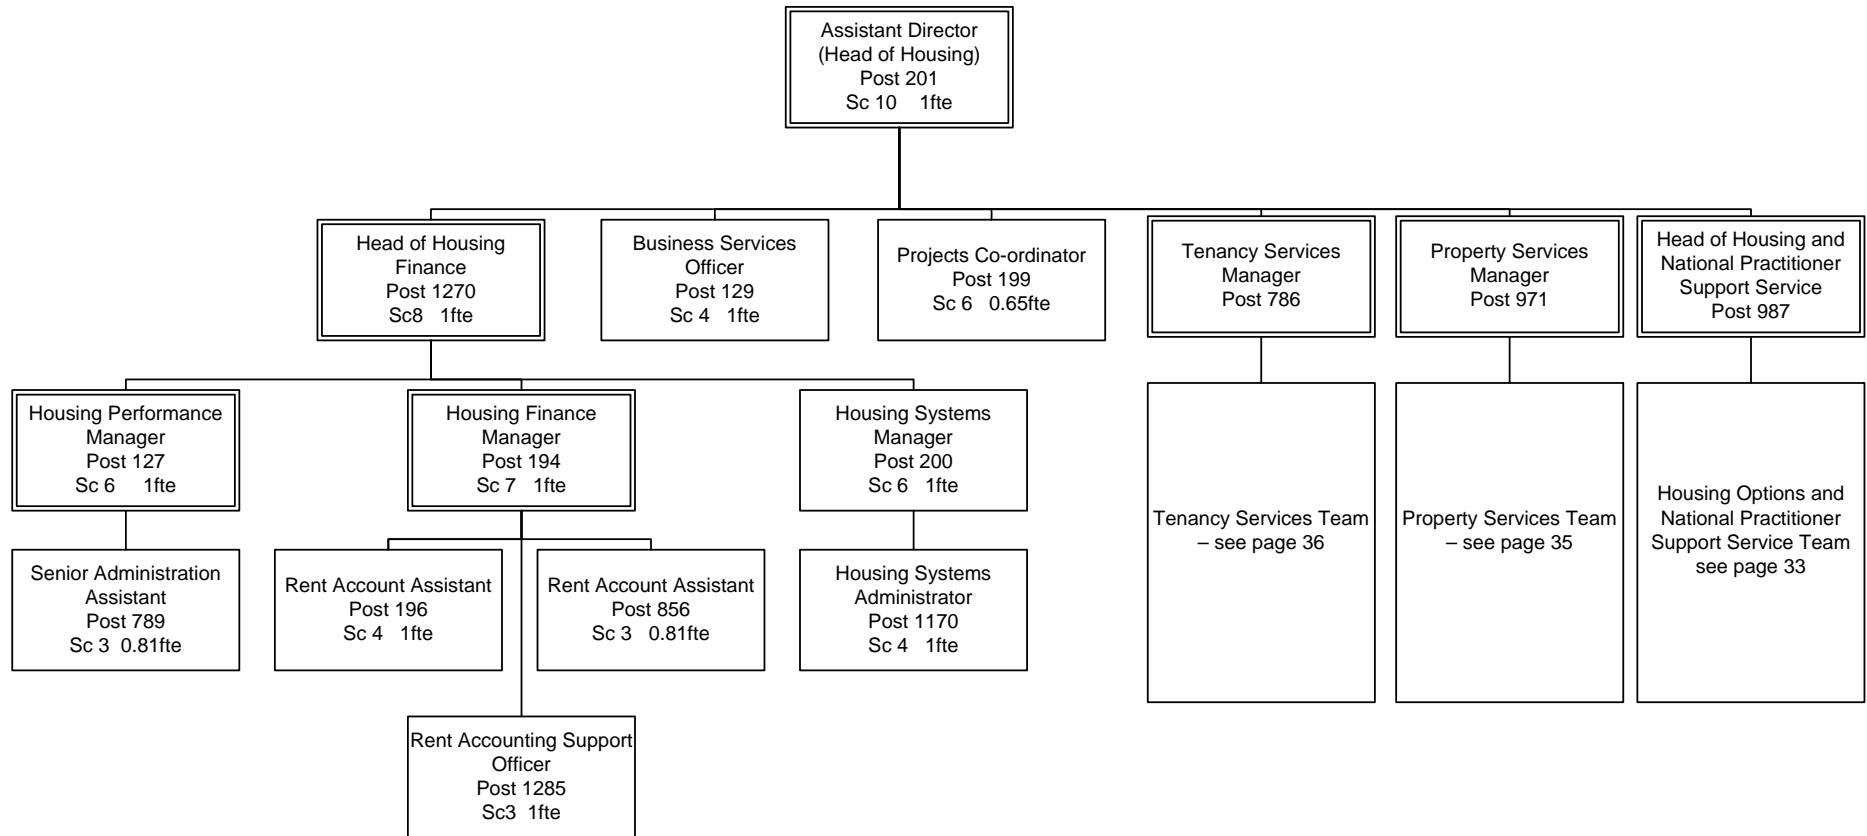 Assistant Director
(Head of Housing)
Post 201
Sc 10 1fte
Head of Housing
Finance
Post 1270
Sc8 1fte
Business Services
Officer
Post 129
Sc 4 1fte
Projects Co-ordinator
Post 199
Sc 6 0.65fte
Tenancy Services
Manager
Post 786
Property Services
Manager
Post 971
Head of Housing and
National Practitioner
Support Service
Post 987
Housing Performance
Manager
Post 127
Sc 6 1fte
Housing Finance
Manager
Post 194
Sc 7 1fte
Housing Systems
Manager
Post 200
Sc 6 1fte
Tenancy Services Team
– see page 36
Property Services Team
– see page 35
Housing Options and
National Practitioner
Support Service Team
see page 33
Senior Administration
Assistant
Post 789
Sc 3 0.81fte
Rent Account Assistant
Post 196
Sc 4 1fte
Rent Account Assistant
Post 856
Sc 3 0.81fte
Housing Systems
Administrator
Post 1170
Sc 4 1fte
Rent Accounting Support
Officer
Post 1285
Sc3 1fte